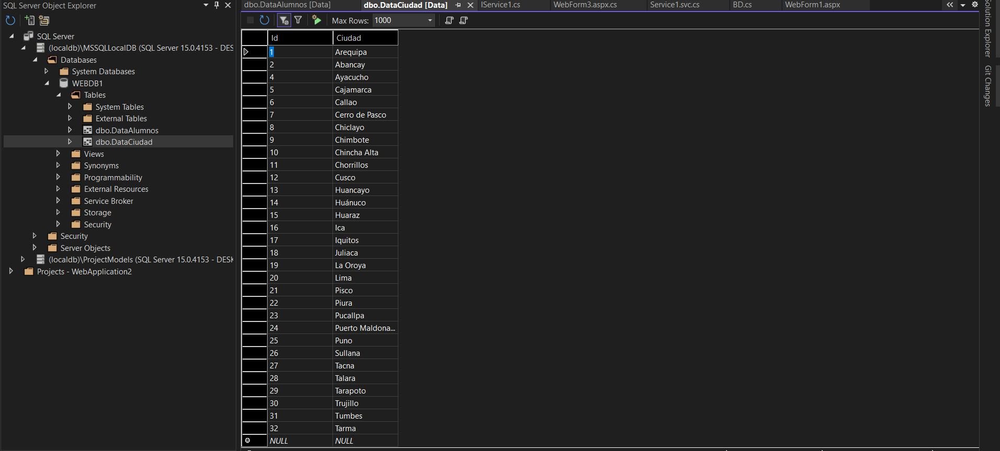 SQL Server Object Explorer
SQL Server
(localdb)\MSSQLLocalDB (SQL Server 15.0.4153 - DES
Databases
System Databases
WEBDB1
Tables
System Tables
External Tables
dbo.DataAlumnos
dbo.DataCiudad
Views
Synonyms
Programmability
External Resources
Service Broker
Storage
Security
Security
Server Objects
(localdb)\ProjectModels (SQL Server 15.0.4153 - DESK
Projects - WebApplication2
dbo.DataAlumnos [Data] dbo.DataCiudad [Data] IService1.cs WebForm3.aspx.cs Service1.svc.cs BD.cs WebForm1.aspx
Max Rows: 1000
Id Ciudad
1 Arequipa
2 Abancay
4 Ayacucho
5 Cajamarca
6 Callao
7 Cerro de Pasco
8 Chiclayo
9 Chimbote
10 Chincha Alta
11 Chorrillos
12 Cusco
13 Huancayo
14 Huánuco
15 Huaraz
16 Ica
17 Iquitos
18 Juliaca
19 La Oroya
20 Lima
21 Pisco
22 Piura
23 Pucallpa
24 Puerto Maldona...
25 Puno
26 Sullana
27 Tacna
28 Talara
29 Tarapoto
30 Trujillo
31 Tumbes
32 Tarma
NULL NULL
Solution Explorer
Git Changes